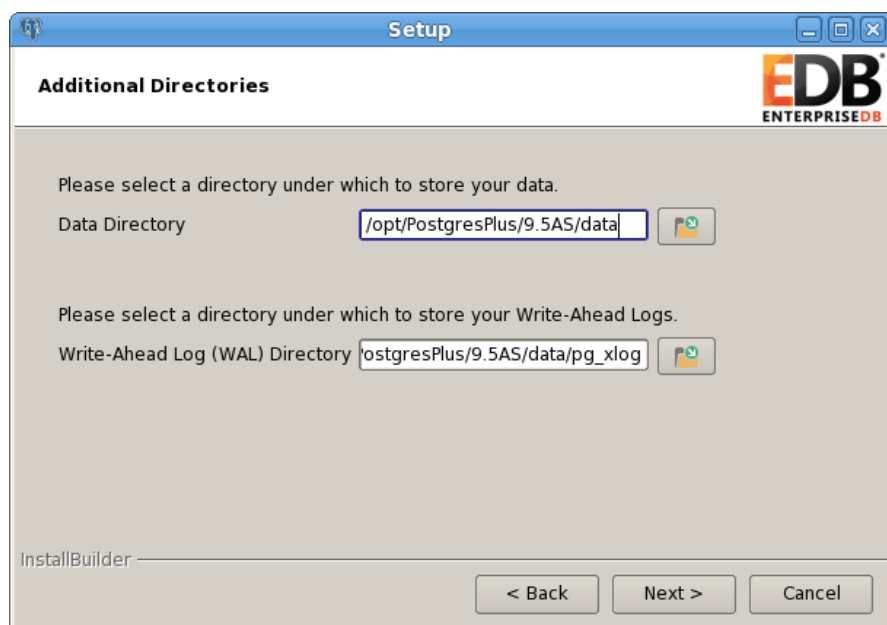 Setup
Additional Directories
EDB
ENTERPRISEDB
Please select a directory under which to store your data.
Data Directory /opt/PostgresPlus/9.5AS/data
Please select a directory under which to store your Write-Ahead Logs.
Write-Ahead Log (WAL) Directory ostgresPlus/9.5AS/data/pg_xlog
InstallBuilder
< Back Next > Cancel